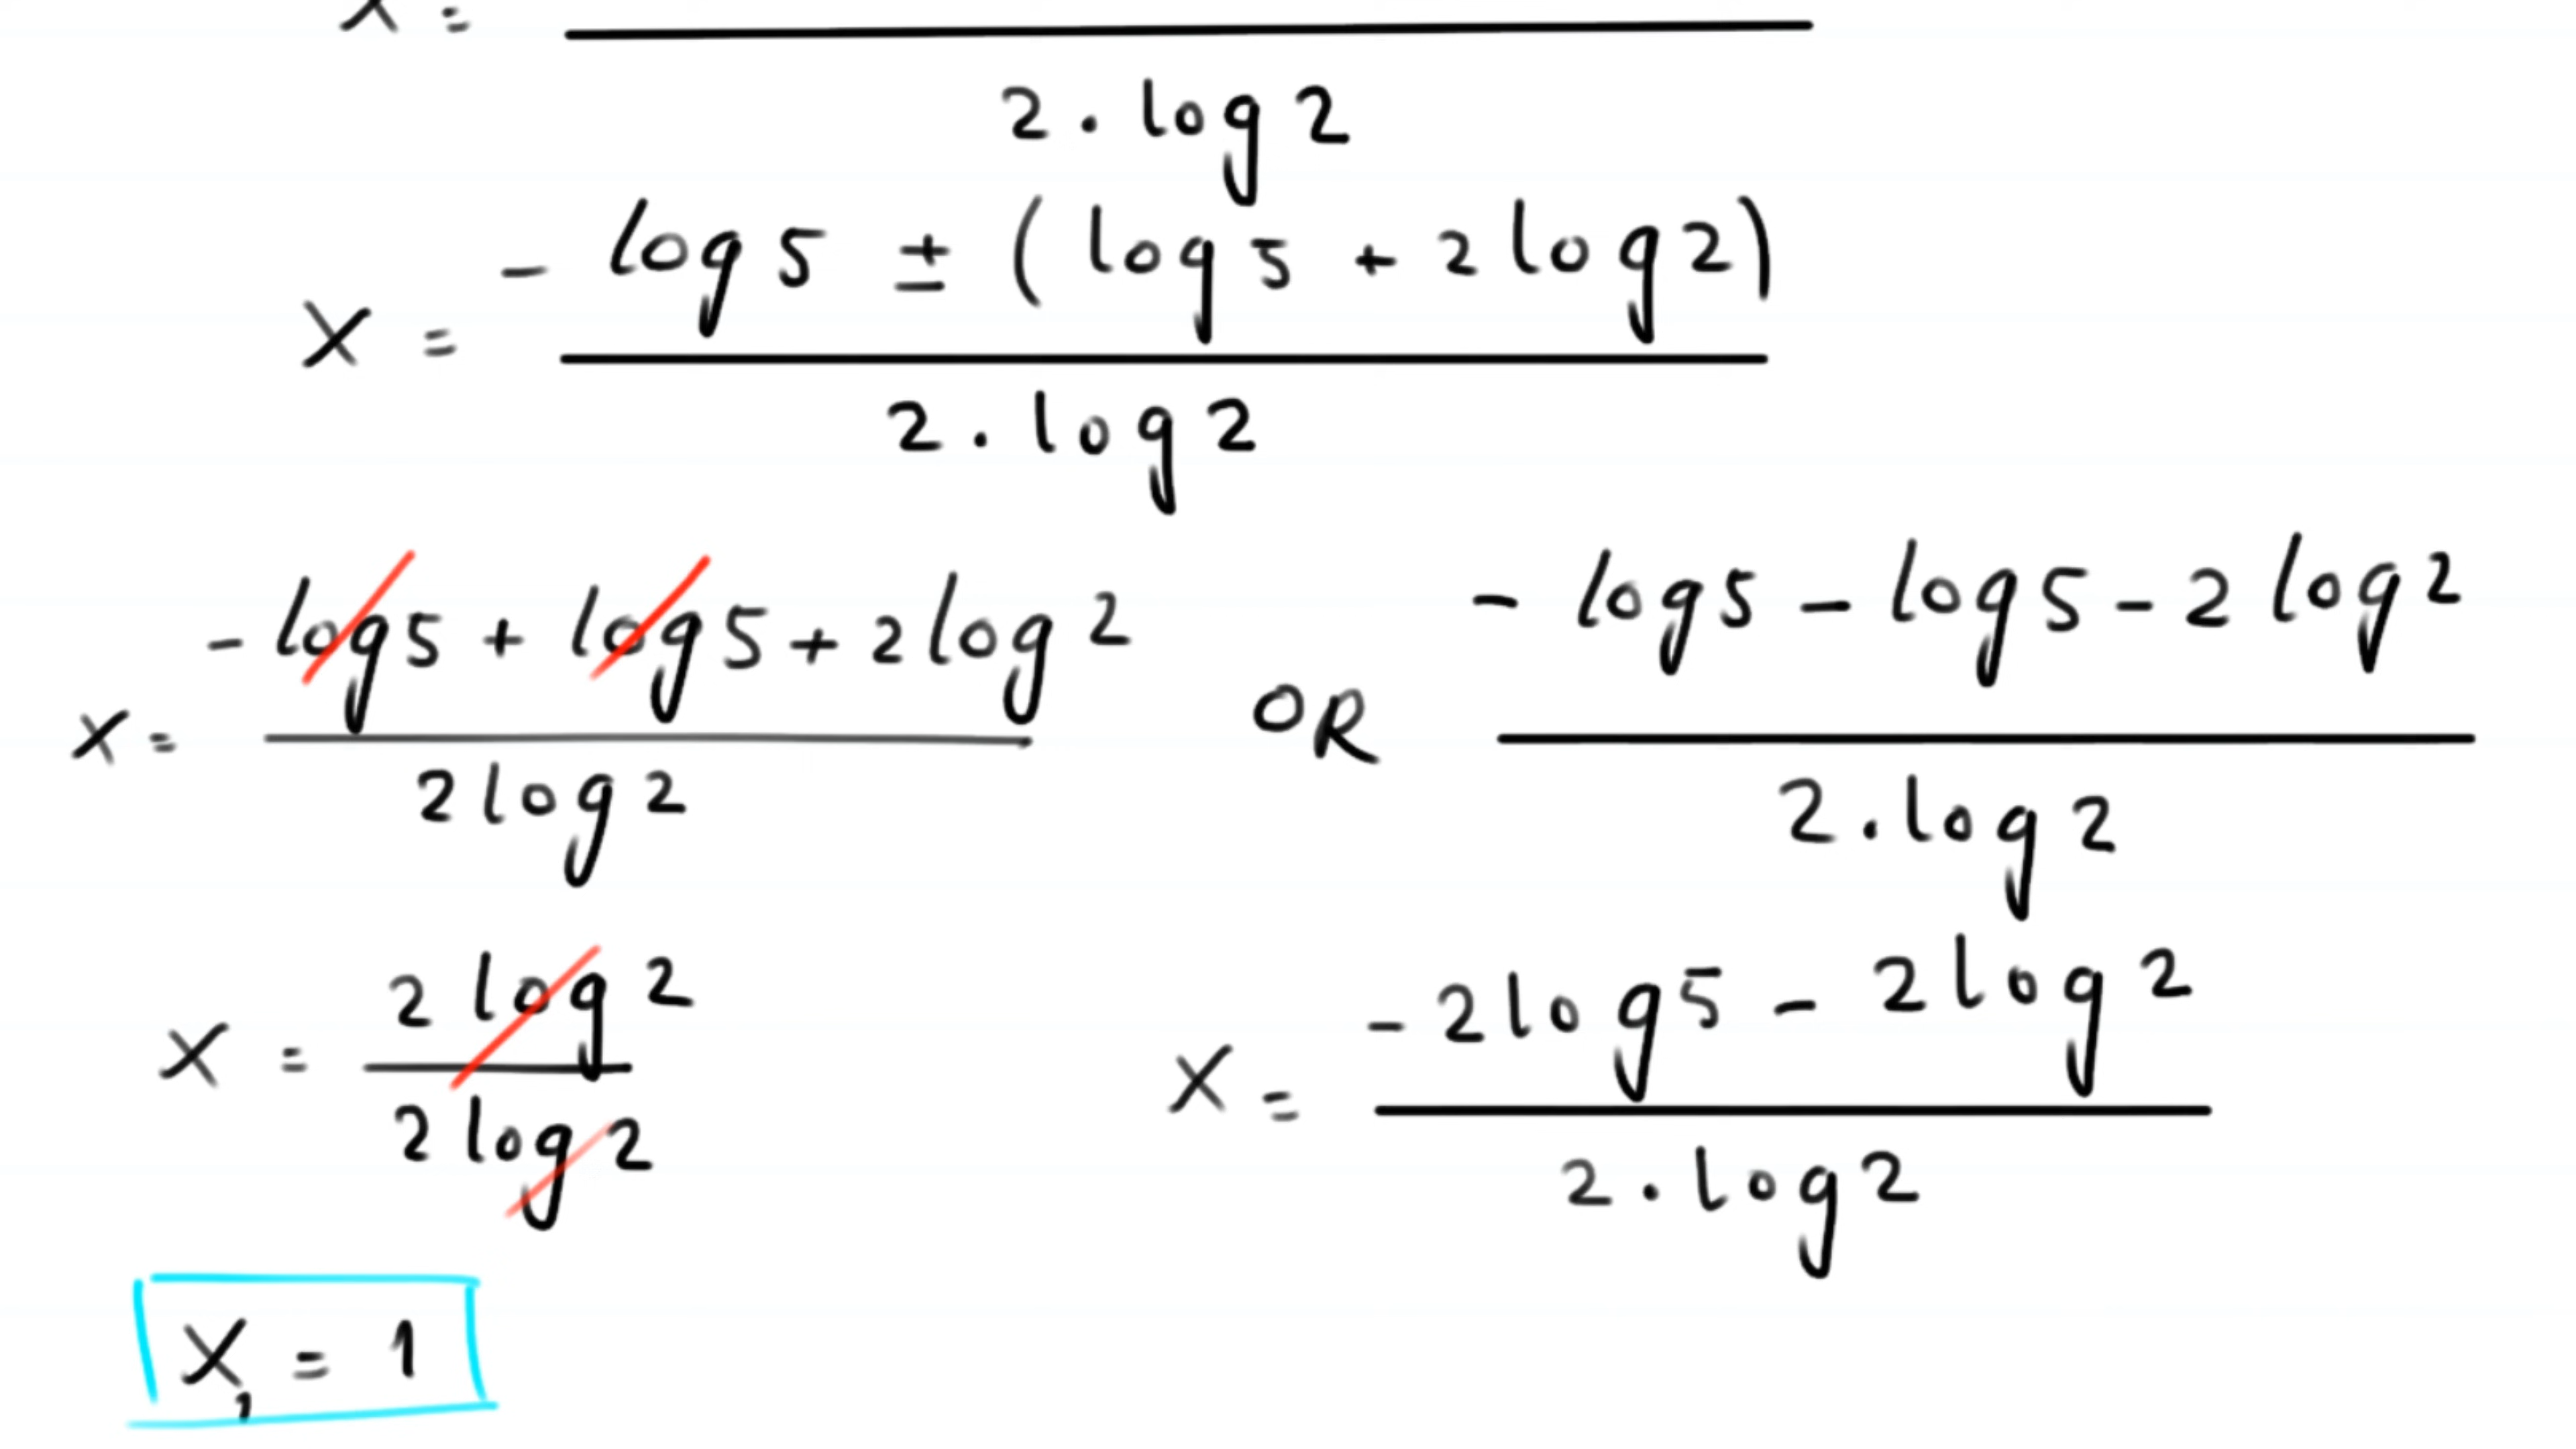 x =
2 . log 2
- log 5 ± ( log 5 + 2 log 2 )
x =
2 . log 2
- log 5 + log 5 + 2 log 2
x =
2 log 2
OR
- log 5 - log 5 - 2 log 2
2 . log 2
2 log 2
x =
2 log 2
- 2 log 5 - 2 log 2
x =
2 . log 2
x₁ = 1